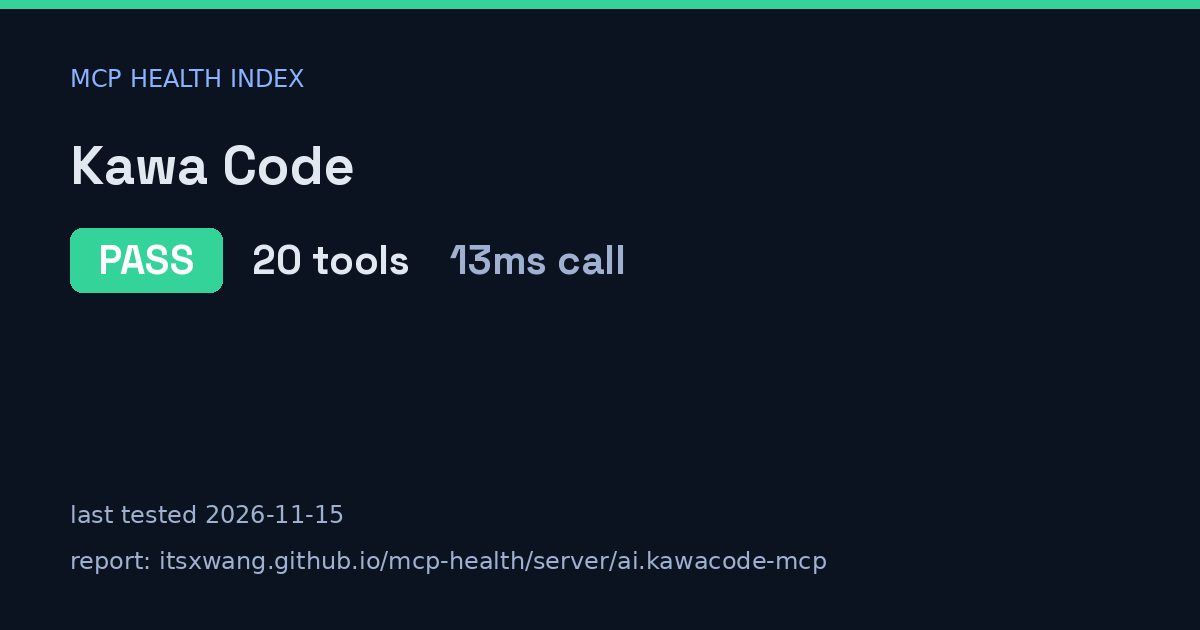 MCP HEALTH INDEX
Kawa Code
PASS 20 tools 13ms call
last tested 2026-11-15
report: itsxwang.github.io/mcp-health/server/ai.kawacode-mcp